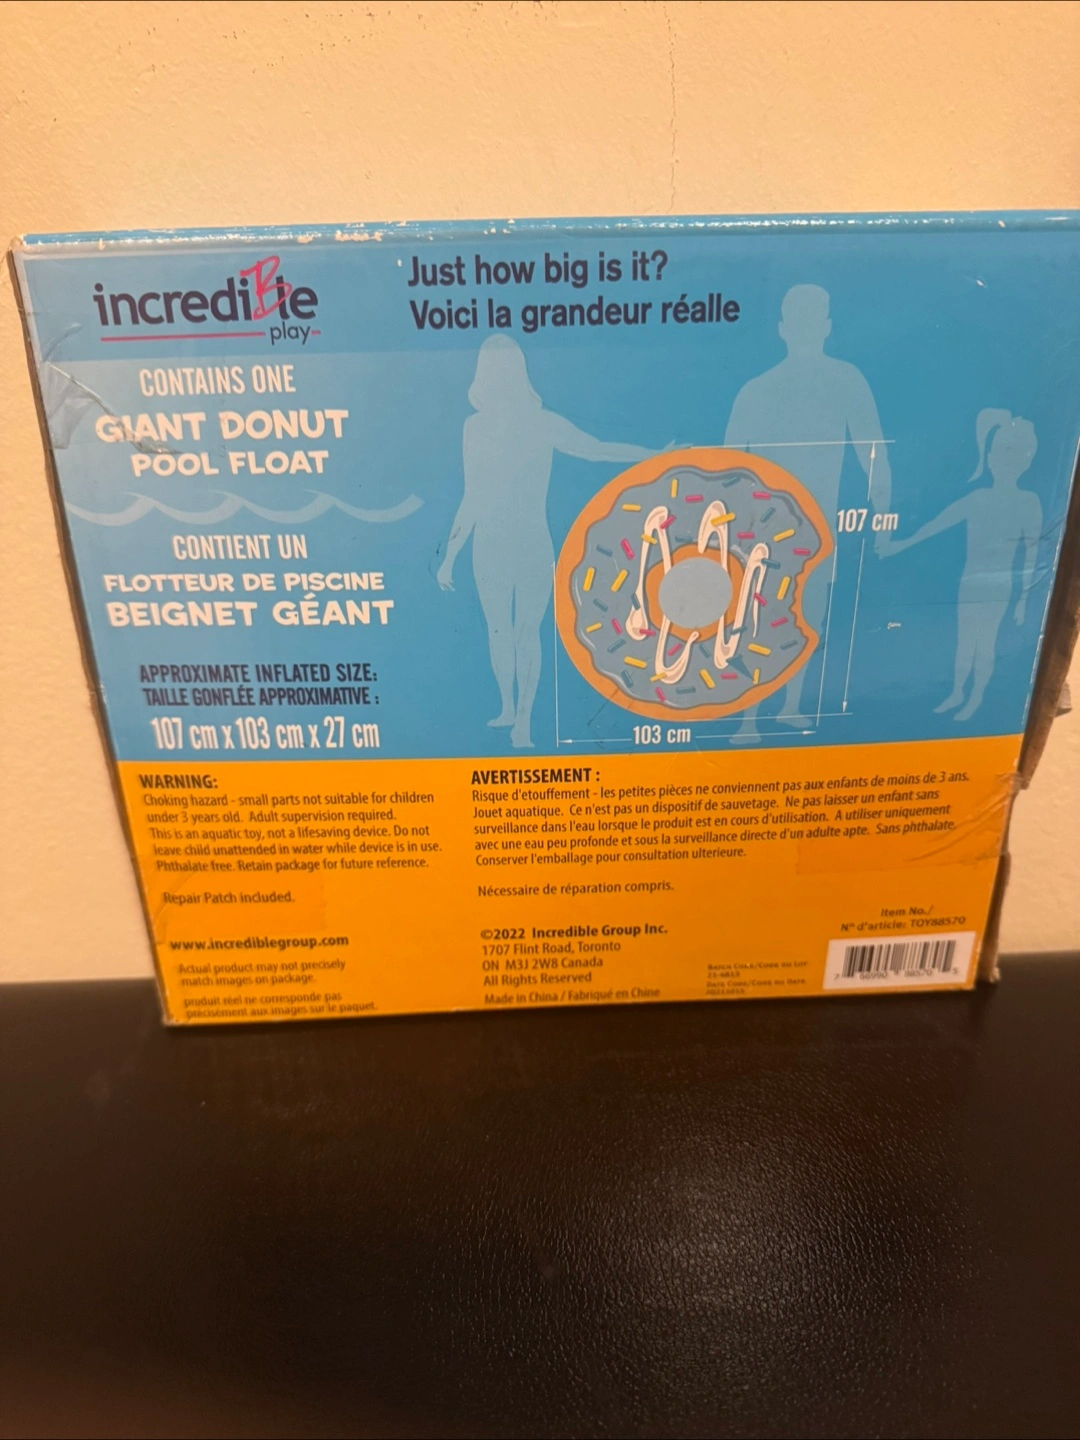 incrediBle
play
Just how big is it?
Voici la grandeur réalle
CONTAINS ONE
GIANT DONUT
POOL FLOAT
CONTIENT UN
FLOTTEUR DE PISCINE
BEIGNET GÉANT
APPROXIMATE INFLATED SIZE:
TAILLE GONFLÉE APPROXIMATIVE :
107 cm x 103 cm x 27 cm
107 cm
103 cm
WARNING:
Choking hazard - small parts not suitable for children
under 3 years old. Adult supervision required.
This is an aquatic toy, not a lifesaving device. Do not
leave child unattended in water while device is in use.
Phthalate free. Retain package for future reference.
Repair Patch included.
www.incrediblegroup.com
Actual product may not precisely
match images on package.
produit réel ne corresponde pas
précisément aux images sur le paquet.
AVERTISSEMENT :
Risque d'etouffement - les petites pièces ne conviennent pas aux enfants de moins de 3 ans.
Jouet aquatique. Ce n'est pas un dispositif de sauvetage. Ne pas laisser un enfant sans
surveillance dans l'eau lorsque le produit est en cours d'utilisation. A utiliser uniquement
avec une eau peu profonde et sous la surveillance directe d'un adulte apte. Sans phthalate.
Conserver l'emballage pour consultation ulterieure.
Nécessaire de réparation compris.
©2022 Incredible Group Inc.
1707 Flint Road, Toronto
ON M3J 2W8 Canada
All Rights Reserved
Made in China / Fabriqué en Chine
Item No./
N° d'article: TOY88570